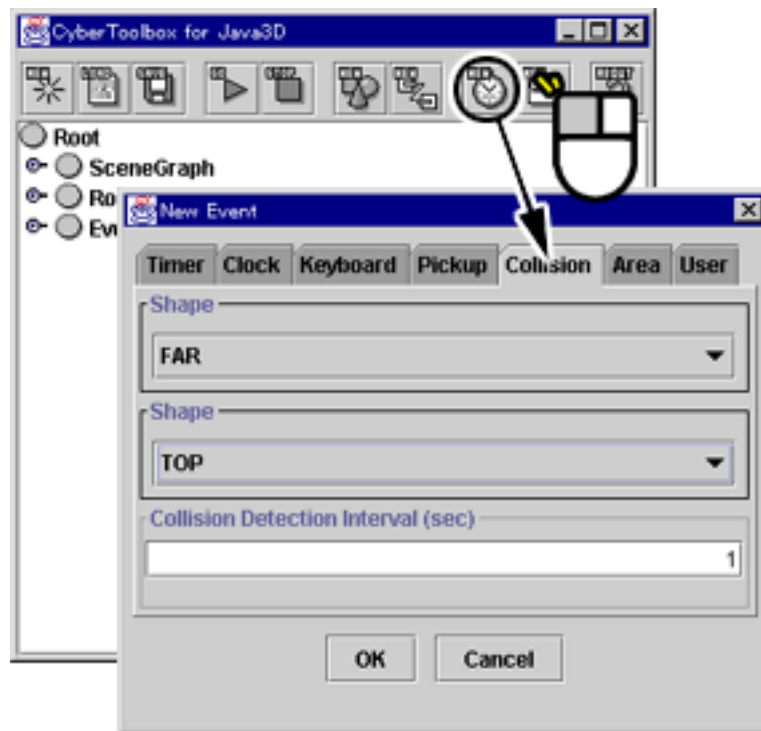 CyberToolbox for Java3D
Root
SceneGraph
Ro
Eve
New Event
Timer Clock Keyboard Pickup Collision Area User
Shape
FAR
Shape
TOP
Collision Detection Interval (sec)
1
OK Cancel